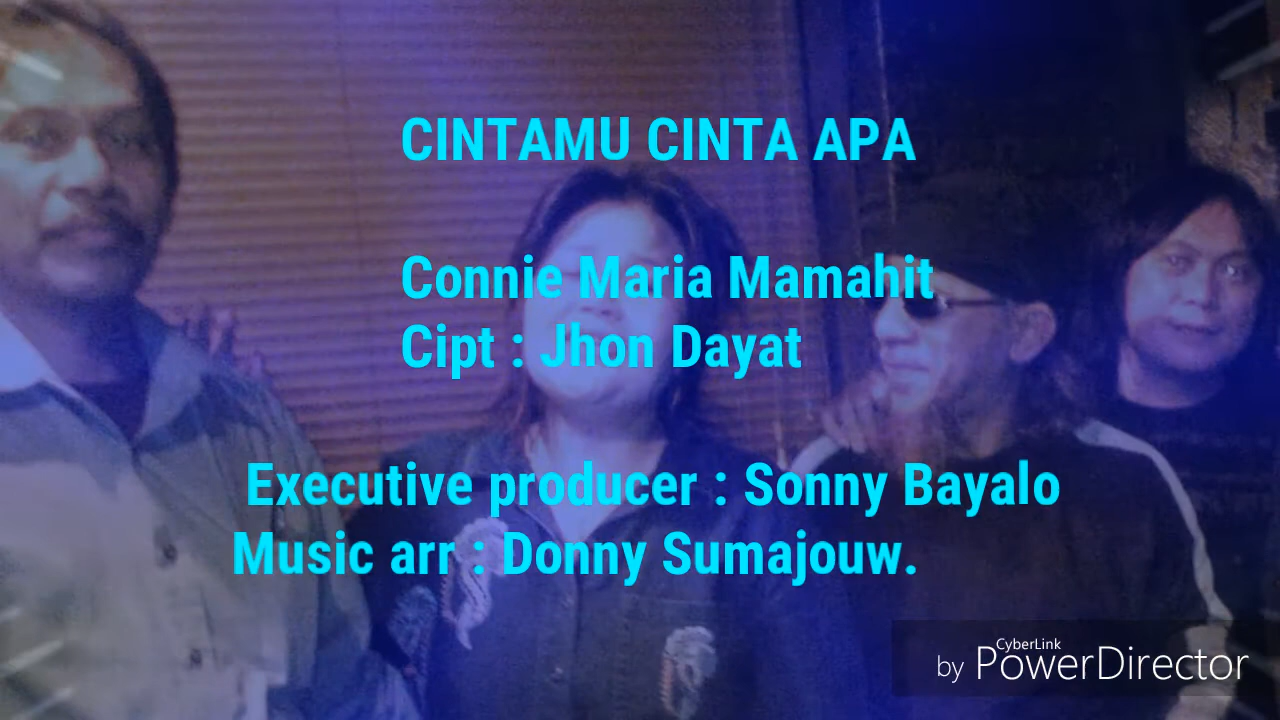 CINTAMU CINTA APA
Connie Maria Mamahit
Cipt : Jhon Dayat
Executive producer : Sonny Bayalo
Music arr : Donny Sumajouw.
CyberLink
by PowerDirector